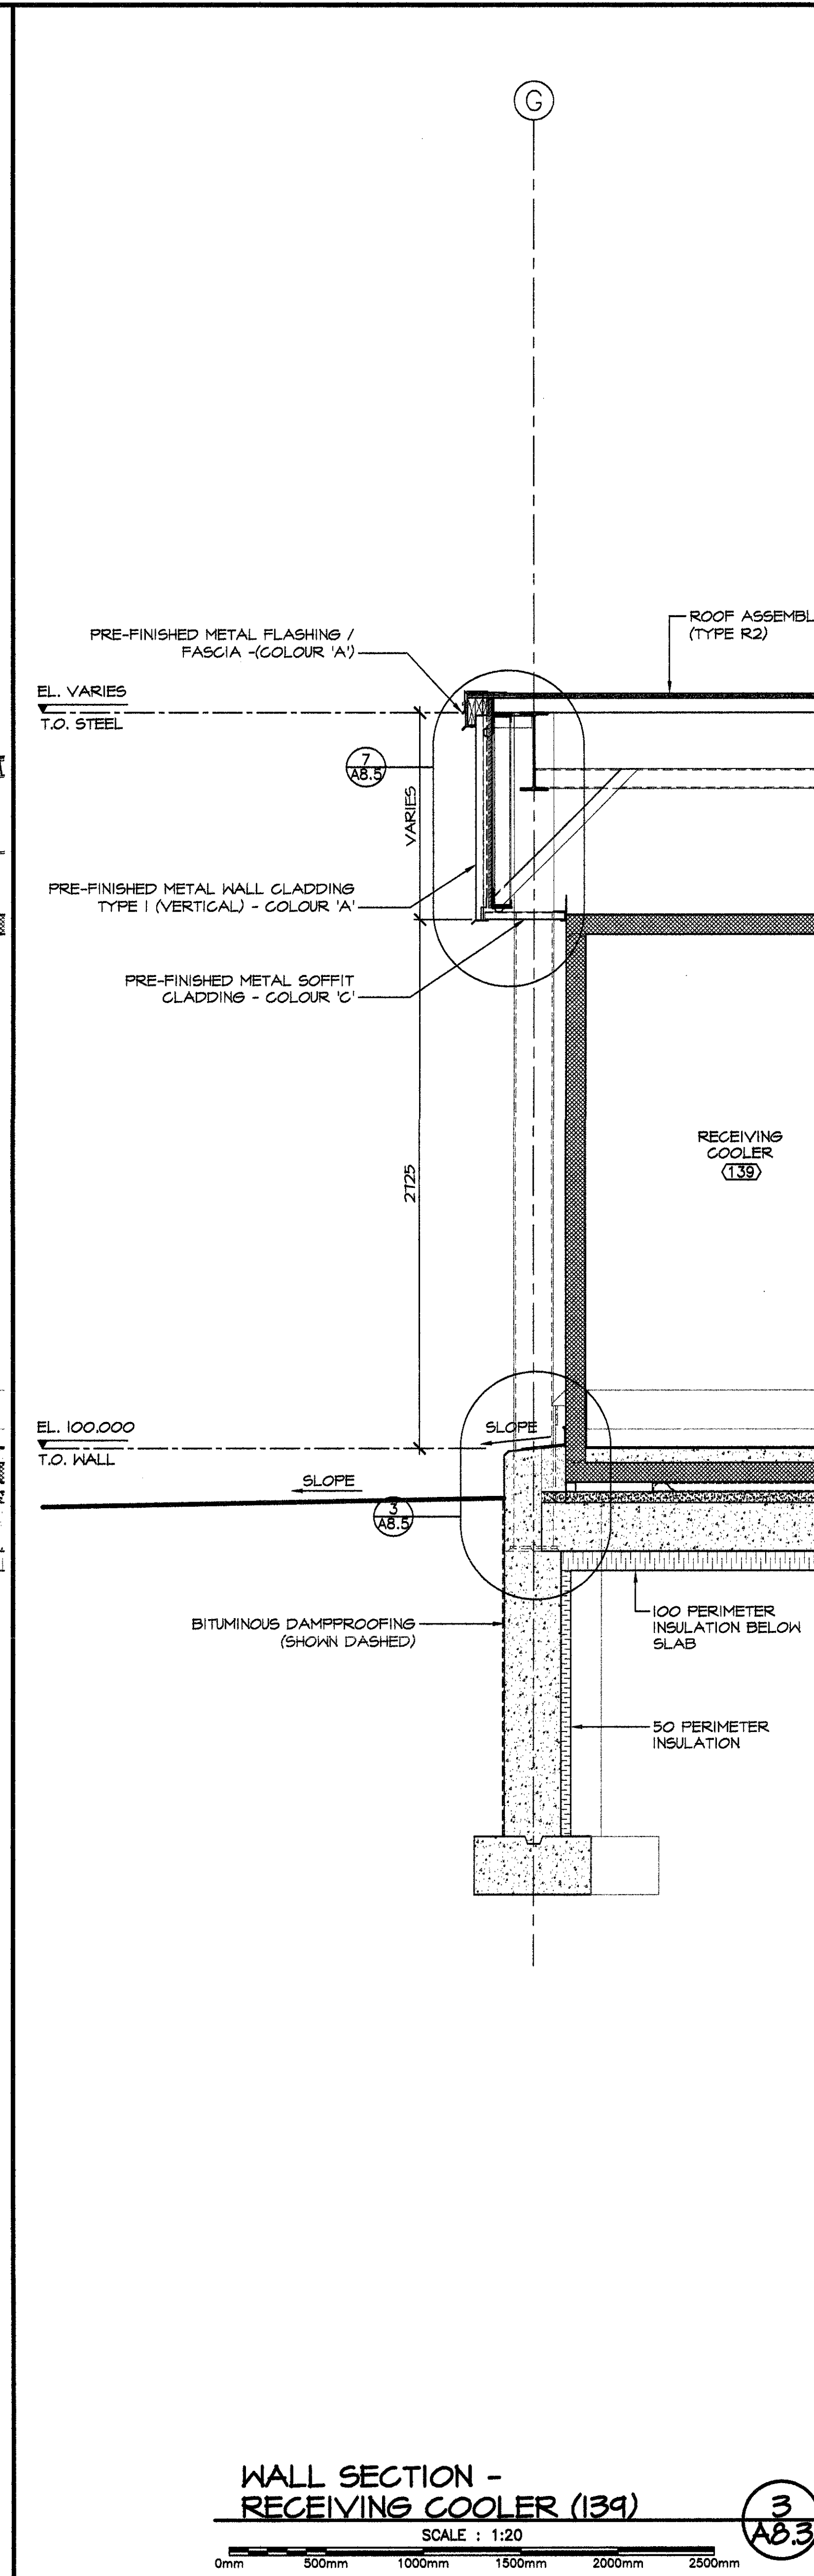 G
ROOF ASSEMBL
(TYPE R2)
PRE-FINISHED METAL FLASHING /
FASCIA -(COLOUR 'A')
EL. VARIES
T.O. STEEL
7
A8.5
VARIES
PRE-FINISHED METAL WALL CLADDING
TYPE 1 (VERTICAL) - COLOUR 'A'
PRE-FINISHED METAL SOFFIT
CLADDING - COLOUR 'C'
RECEIVING
COOLER
139
2725
EL. 100.000
T.O. WALL
SLOPE
SLOPE
3
A8.5
100 PERIMETER
INSULATION BELOW
SLAB
BITUMINOUS DAMPPROOFING
(SHOWN DASHED)
50 PERIMETER
INSULATION
WALL SECTION -
RECEIVING COOLER (139)
3
A8.3
SCALE : 1:20
0mm 500mm 1000mm 1500mm 2000mm 2500mm